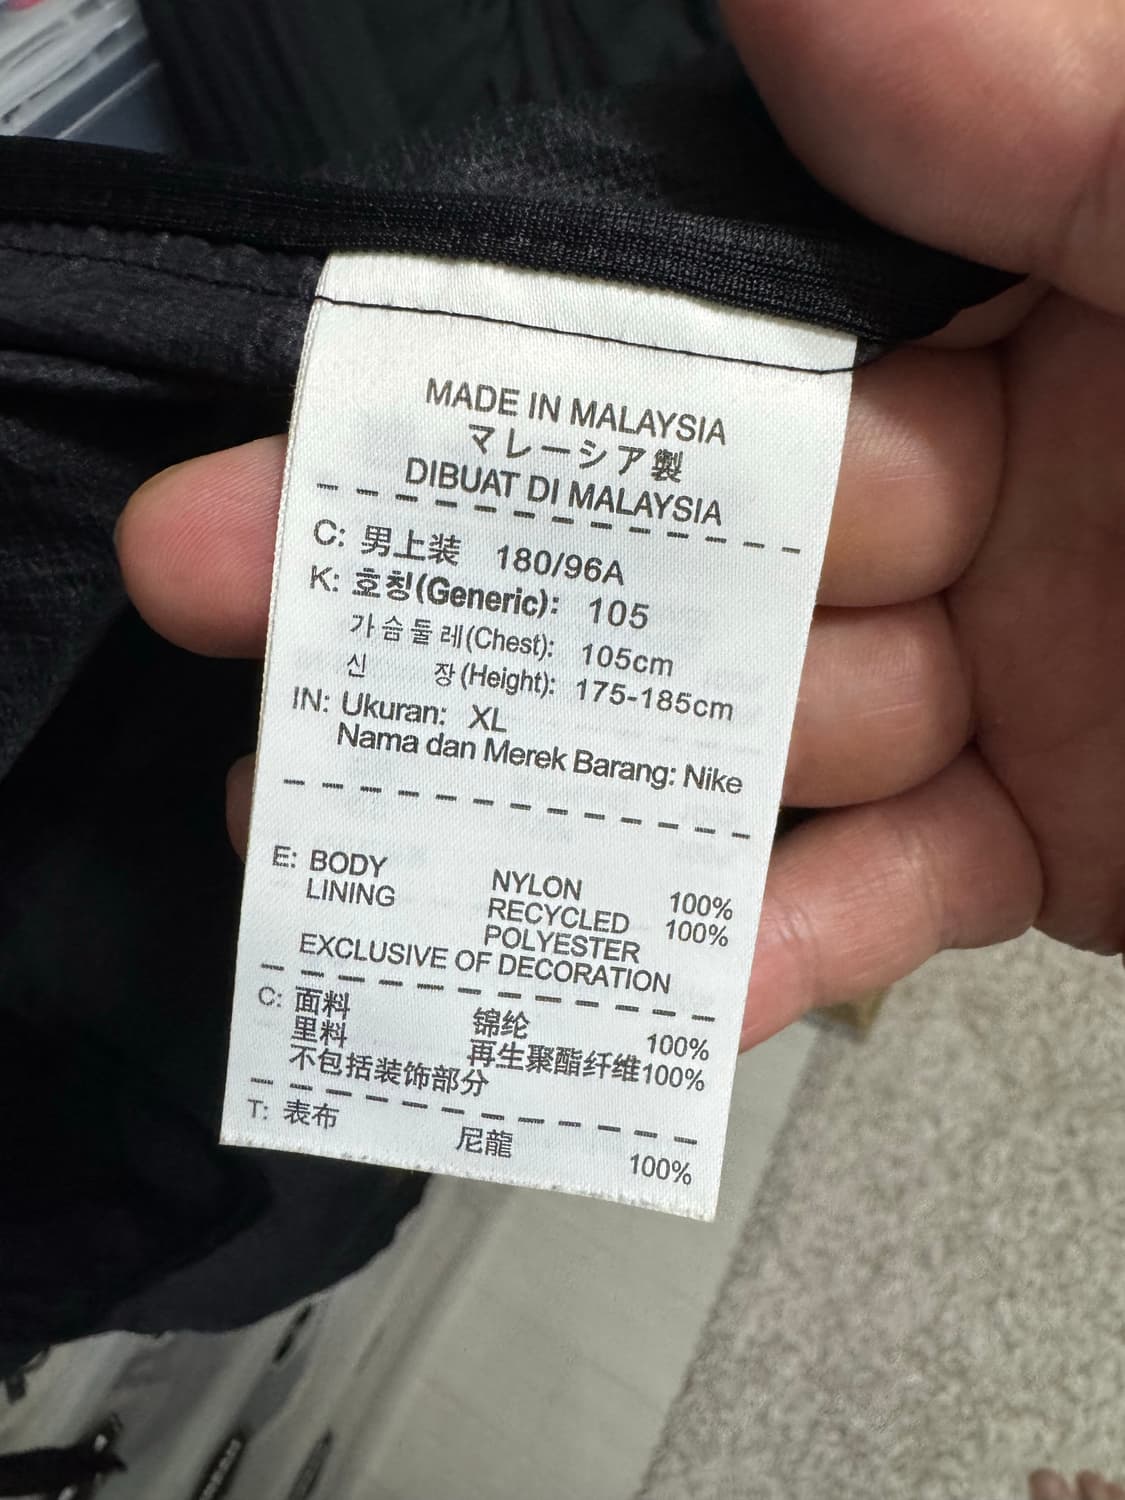 MADE IN MALAYSIA
マレーシア製
DIBUAT DI MALAYSIA
C: 男上装 180/96A
K: 호칭(Generic): 105
가슴둘레(Chest): 105cm
신 장(Height): 175-185cm
IN: Ukuran: XL
Nama dan Merek Barang: Nike
E: BODY NYLON 100%
LINING RECYCLED 100%
POLYESTER
EXCLUSIVE OF DECORATION
C: 面料 锦纶 100%
里料 再生聚酯纤维100%
不包括装饰部分
T: 表布 尼龍 100%